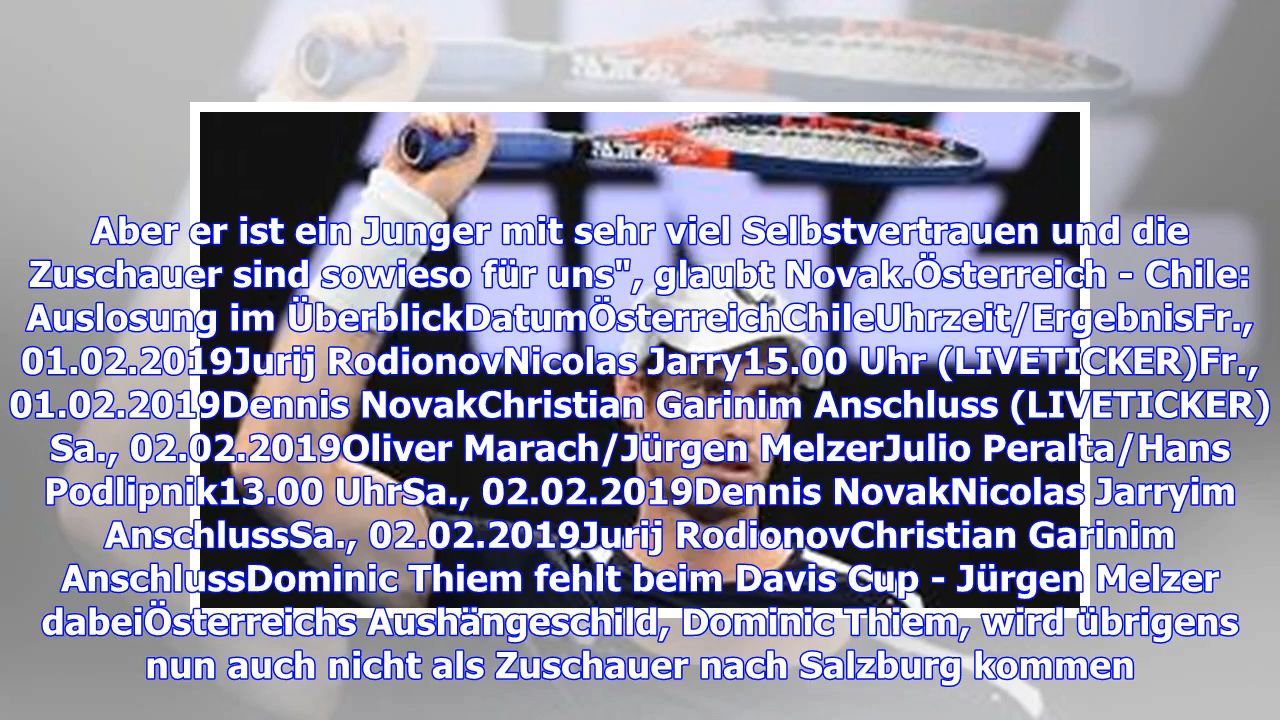 Aber er ist ein Junger mit sehr viel Selbstvertrauen und die
Zuschauer sind sowieso für uns", glaubt Novak.Österreich - Chile:
Auslosung im ÜberblickDatumÖsterreichChileUhrzeit/ErgebnisFr.,
01.02.2019Jurij RodionovNicolas Jarry15.00 Uhr (LIVETICKER)Fr.,
01.02.2019Dennis NovakChristian Garinim Anschluss (LIVETICKER)
Sa., 02.02.2019Oliver Marach/Jürgen MelzerJulio Peralta/Hans
Podlipnik13.00 UhrSa., 02.02.2019Dennis NovakNicolas Jarryim
AnschlussSa., 02.02.2019Jurij RodionovChristian Garinim
AnschlussDominic Thiem fehlt beim Davis Cup - Jürgen Melzer
dabeiÖsterreichs Aushängeschild, Dominic Thiem, wird übrigens
nun auch nicht als Zuschauer nach Salzburg kommen